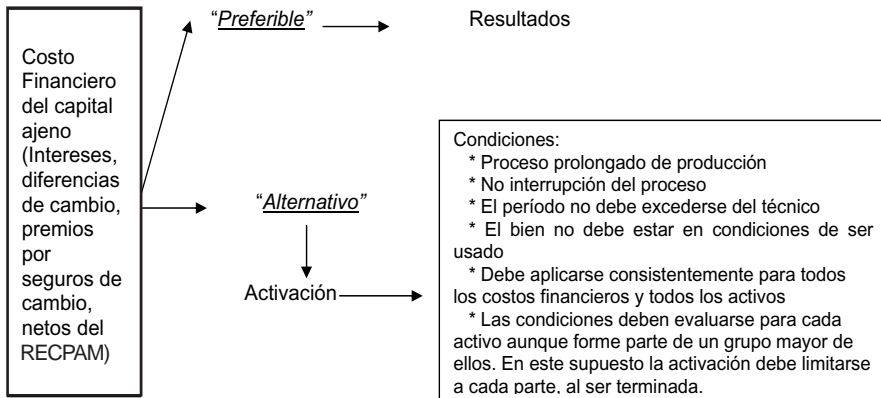 Costo
Financiero
del capital
ajeno
(Intereses,
diferencias
de cambio,
premios
por
seguros de
cambio,
netos del
RECPAM)
“Preferible”
Resultados
“Alternativo”
Activación
Condiciones:
* Proceso prolongado de producción
* No interrupción del proceso
* El período no debe excederse del técnico
* El bien no debe estar en condiciones de ser
usado
* Debe aplicarse consistentemente para todos
los costos financieros y todos los activos
* Las condiciones deben evaluarse para cada
activo aunque forme parte de un grupo mayor de
ellos. En este supuesto la activación debe limitarse
a cada parte, al ser terminada.